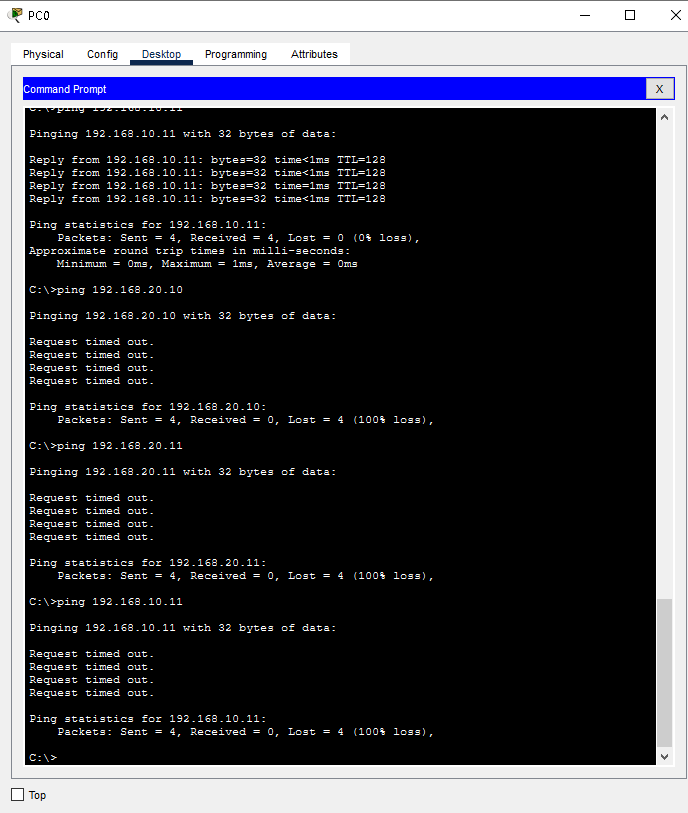 PC0
Physical Config Desktop Programming Attributes
Command Prompt X
C:\>ping 192.168.10.11
Pinging 192.168.10.11 with 32 bytes of data:
Reply from 192.168.10.11: bytes=32 time<1ms TTL=128
Reply from 192.168.10.11: bytes=32 time<1ms TTL=128
Reply from 192.168.10.11: bytes=32 time=1ms TTL=128
Reply from 192.168.10.11: bytes=32 time<1ms TTL=128
Ping statistics for 192.168.10.11:
Packets: Sent = 4, Received = 4, Lost = 0 (0% loss),
Approximate round trip times in milli-seconds:
Minimum = 0ms, Maximum = 1ms, Average = 0ms
C:\>ping 192.168.20.10
Pinging 192.168.20.10 with 32 bytes of data:
Request timed out.
Request timed out.
Request timed out.
Request timed out.
Ping statistics for 192.168.20.10:
Packets: Sent = 4, Received = 0, Lost = 4 (100% loss),
C:\>ping 192.168.20.11
Pinging 192.168.20.11 with 32 bytes of data:
Request timed out.
Request timed out.
Request timed out.
Request timed out.
Ping statistics for 192.168.20.11:
Packets: Sent = 4, Received = 0, Lost = 4 (100% loss),
C:\>ping 192.168.10.11
Pinging 192.168.10.11 with 32 bytes of data:
Request timed out.
Request timed out.
Request timed out.
Request timed out.
Ping statistics for 192.168.10.11:
Packets: Sent = 4, Received = 0, Lost = 4 (100% loss),
C:\>
Top